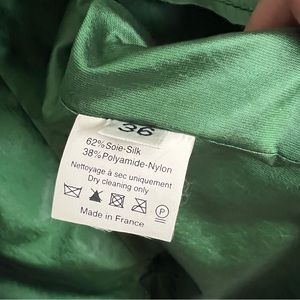 36
62%Soie-Silk
38%Polyamide-Nylon
Nettoyage à sec uniquement
Dry cleaning only
P
Made in France